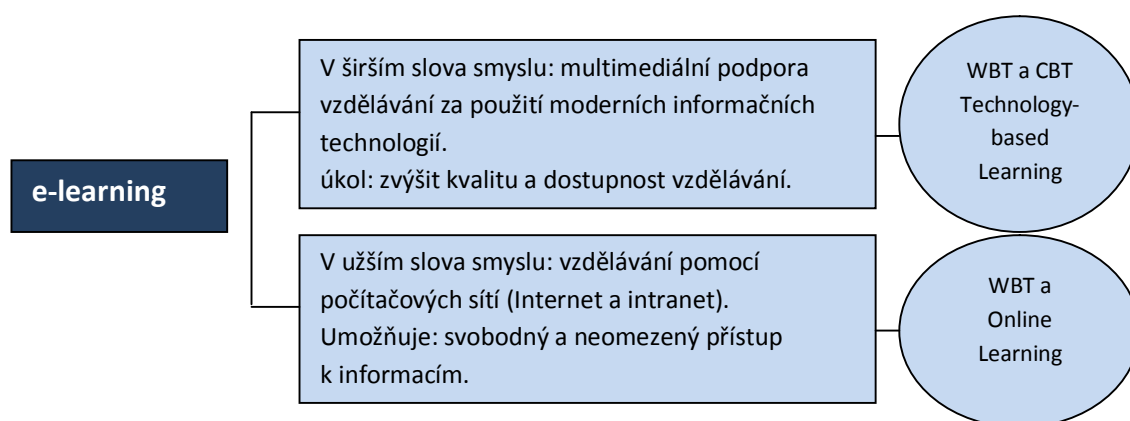 e-learning
V širším slova smyslu: multimediální podpora
vzdělávání za použití moderních informačních
technologií.
úkol: zvýšit kvalitu a dostupnost vzdělávání.
WBT a CBT
Technology-
based
Learning
V užším slova smyslu: vzdělávání pomocí
počítačových sítí (Internet a intranet).
Umožňuje: svobodný a neomezený přístup
k informacím.
WBT a
Online
Learning